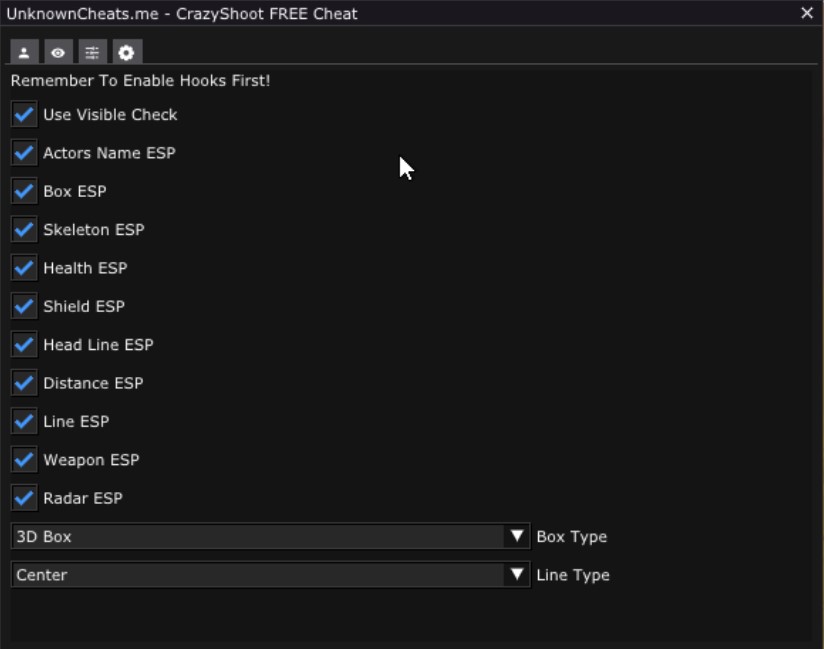 UnknownCheats.me - CrazyShoot FREE Cheat
Remember To Enable Hooks First!
Use Visible Check
Actors Name ESP
Box ESP
Skeleton ESP
Health ESP
Shield ESP
Head Line ESP
Distance ESP
Line ESP
Weapon ESP
Radar ESP
3D Box Box Type
Center Line Type